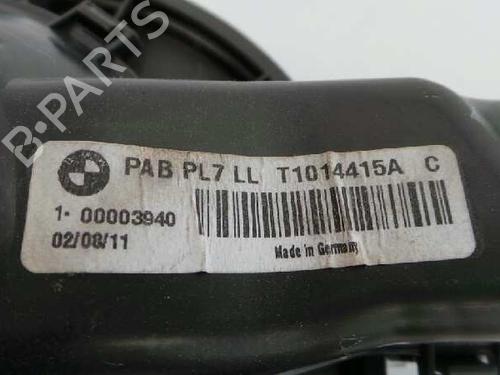 B-PARTS
PAB PL7 LL T1014415A C
1· 00003940
02/08/11
Made in Germany